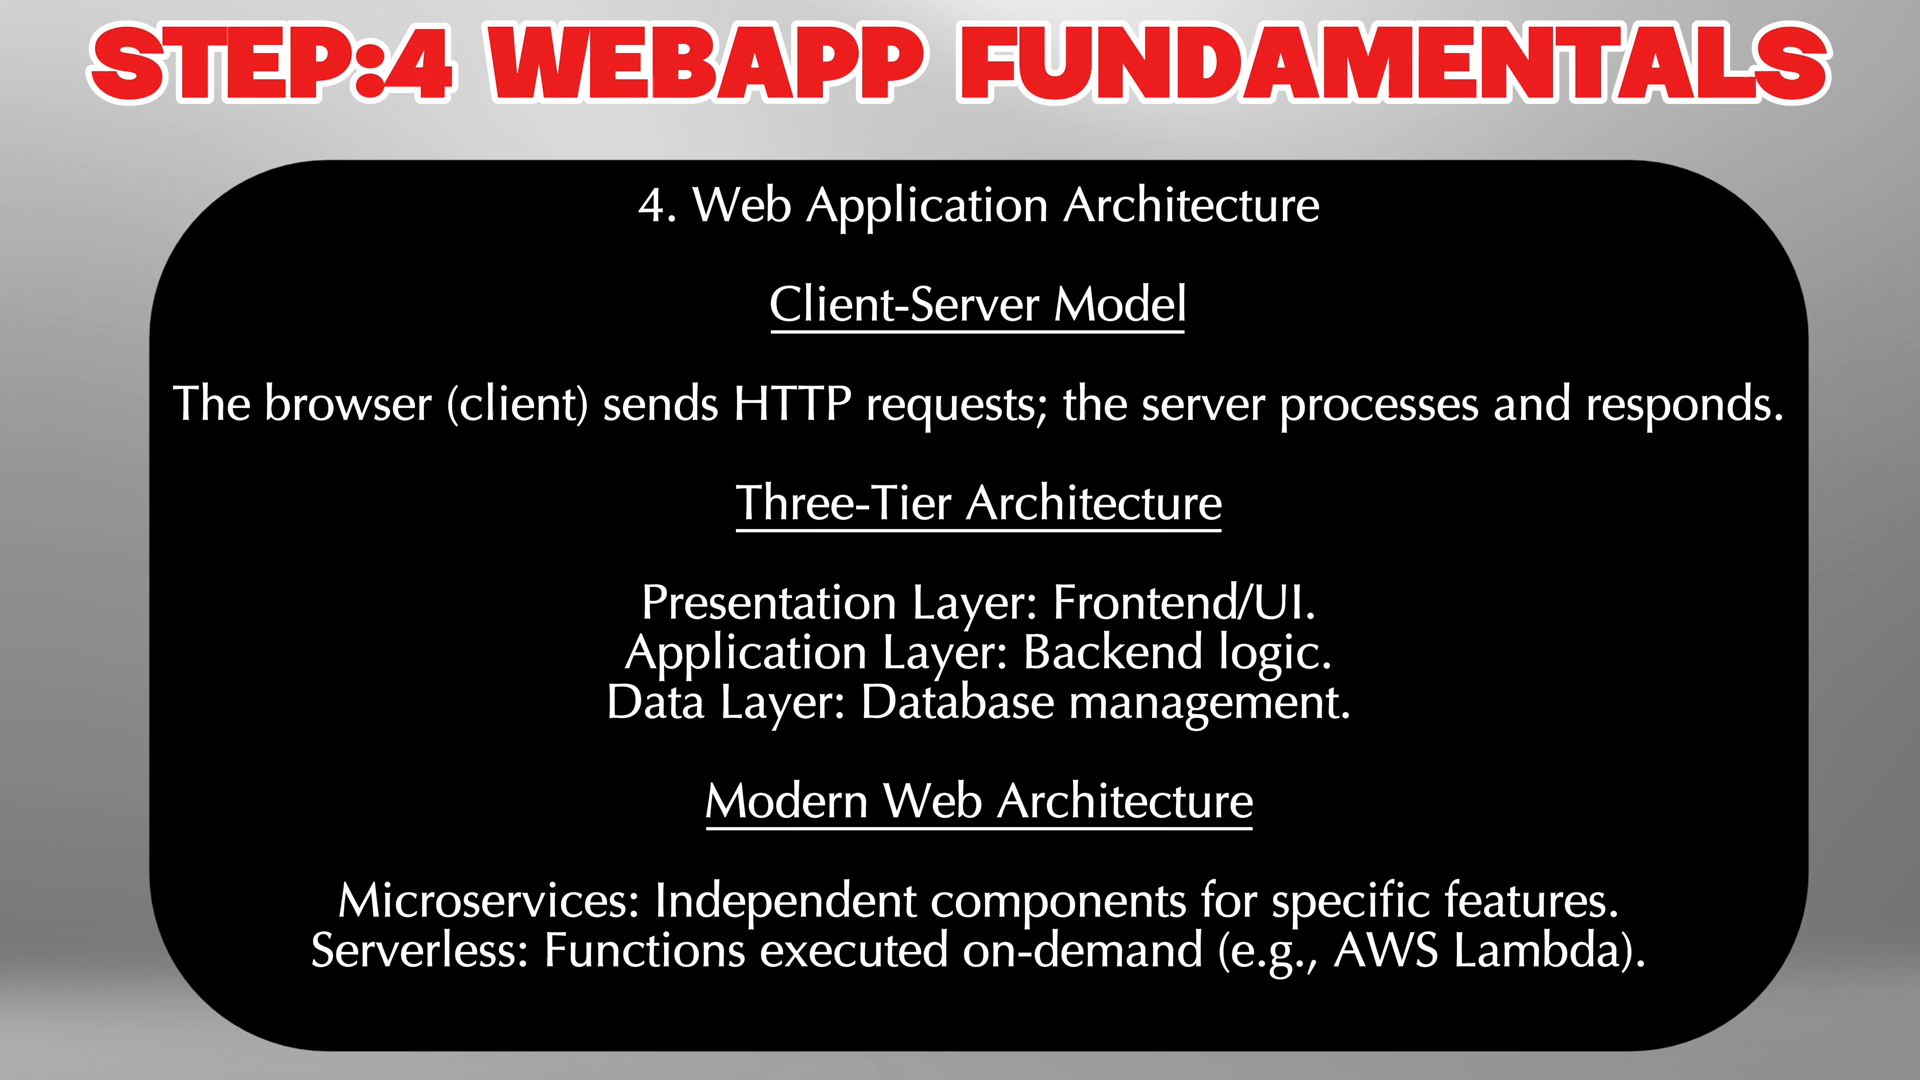 STEP:4 WEBAPP FUNDAMENTALS
4. Web Application Architecture
Client-Server Model
The browser (client) sends HTTP requests; the server processes and responds.
Three-Tier Architecture
Presentation Layer: Frontend/UI.
Application Layer: Backend logic.
Data Layer: Database management.
Modern Web Architecture
Microservices: Independent components for specific features.
Serverless: Functions executed on-demand (e.g., AWS Lambda).